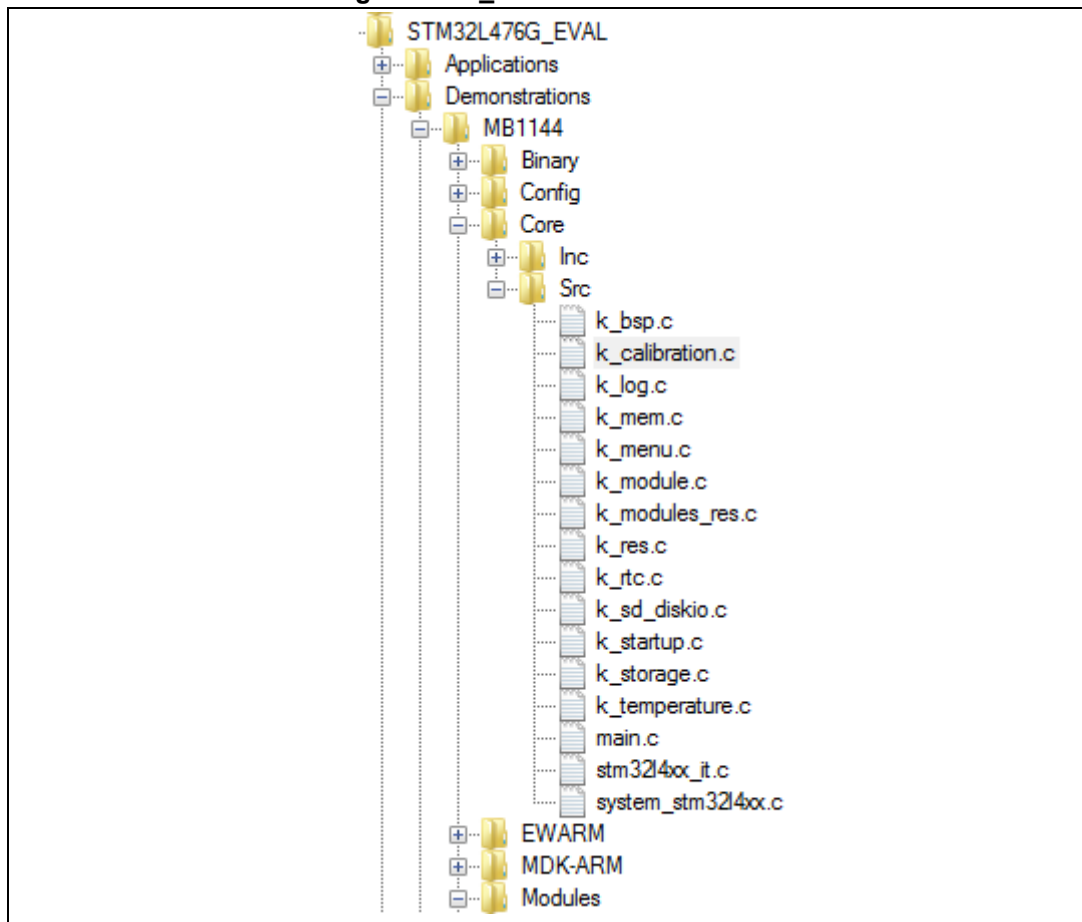 STM32L476G_EVAL
Applications
Demonstrations
MB1144
Binary
Config
Core
Inc
Src
k_bsp.c
k_calibration.c
k_log.c
k_mem.c
k_menu.c
k_module.c
k_modules_res.c
k_res.c
k_rtc.c
k_sd_diskio.c
k_startup.c
k_storage.c
k_temperature.c
main.c
stm32l4xx_it.c
system_stm32l4xx.c
EWARM
MDK-ARM
Modules